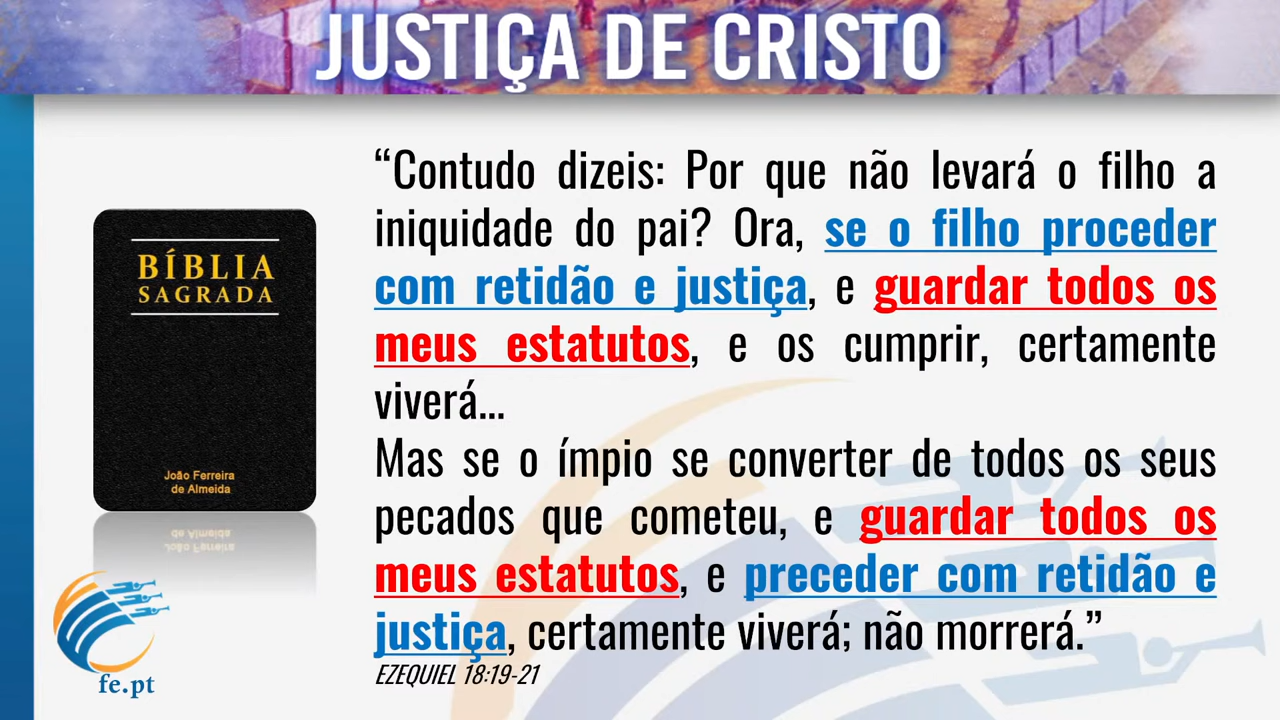 JUSTIÇA DE CRISTO
“Contudo dizeis: Por que não levará o filho a
iniquidade do pai? Ora, se o filho proceder
com retidão e justiça, e guardar todos os
meus estatutos, e os cumprir, certamente
viverá...
Mas se o ímpio se converter de todos os seus
pecados que cometeu, e guardar todos os
meus estatutos, e preceder com retidão e
justiça, certamente viverá; não morrerá.”
EZEQUIEL 18:19-21
BÍBLIA
SAGRADA
João Ferreira
de Almeida
fe.pt